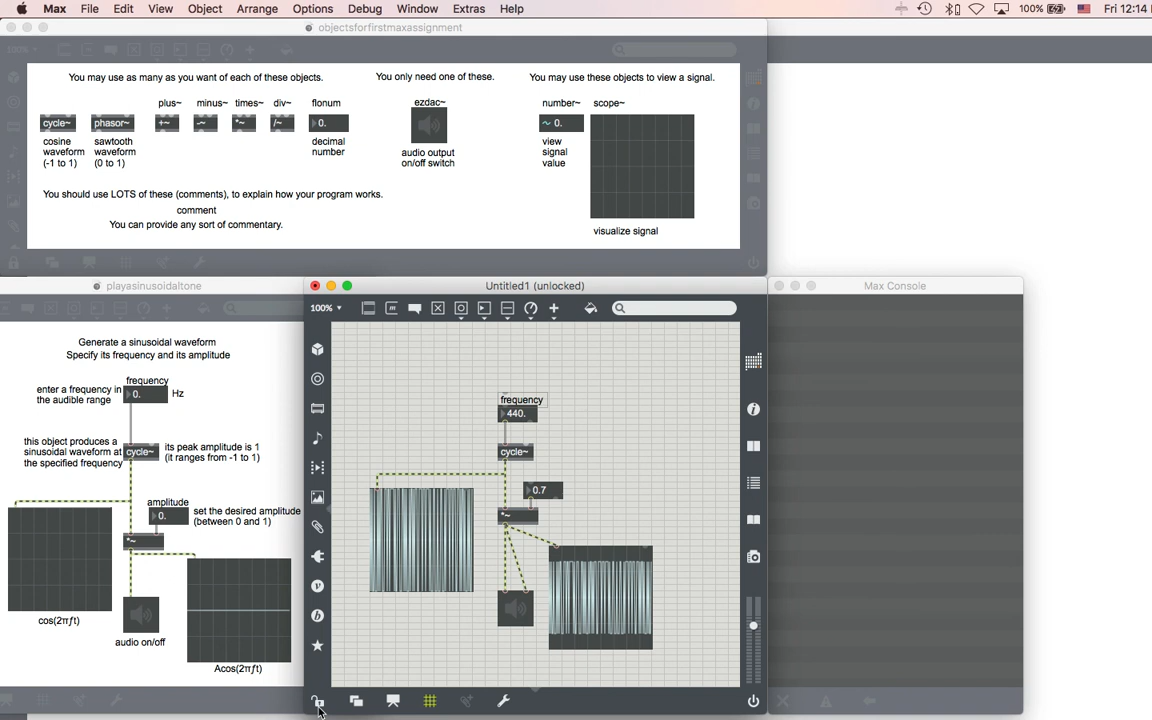 Max File Edit View Object Arrange Options Debug Window Extras Help 100% Fri 12:14
objectsforfirstmaxassignment
100%
You may use as many as you want of each of these objects. You only need one of these. You may use these objects to view a signal.
plus~ minus~ times~ div~ flonum ezdac~ number~ scope~
cycle~ phasor~ +~ -~ *~ /~ 0. ~ 0.
cosine sawtooth decimal audio output view
waveform waveform number on/off switch signal
(-1 to 1) (0 to 1) value
You should use LOTS of these (comments), to explain how your program works.
comment
You can provide any sort of commentary.
visualize signal
playasinusoidaltone
Generate a sinusoidal waveform
Specify its frequency and its amplitude
frequency
enter a frequency in 0. Hz
the audible range
this object produces a its peak amplitude is 1
sinusoidal waveform at cycle~ (it ranges from -1 to 1)
the specified frequency
amplitude
0. set the desired amplitude
(between 0 and 1)
*~
cos(2πƒt)
audio on/off
Acos(2πƒt)
Untitled1 (unlocked)
100%
frequency
440.
cycle~
0.7
*~
Max Console